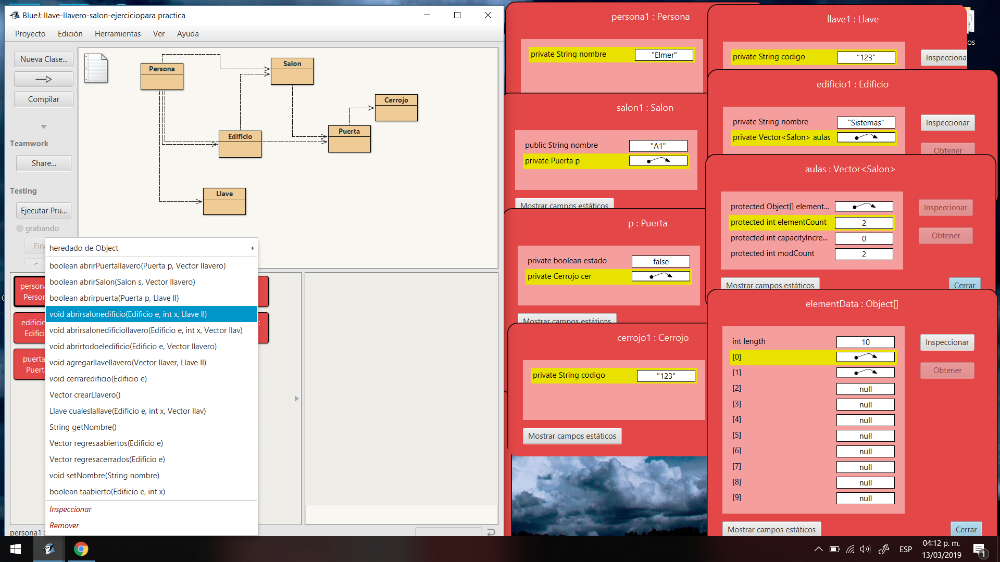 BlueJ: llave-llavero-salon-ejerciciopara practica
Proyecto Edición Herramientas Ver Ayuda
Nueva Clase...
Compilar
Teamwork
Share...
Testing
Ejecutar Pru...
grabando
Persona
Salon
Cerrojo
Edificio
Puerta
Llave
heredado de Object
boolean abrirPuertallavero(Puerta p, Vector llavero)
boolean abrirSalon(Salon s, Vector llavero)
boolean abrirpuerta(Puerta p, Llave ll)
void abrirsalonedificio(Edificio e, int x, Llave ll)
void abrirsalonedificiollavero(Edificio e, int x, Vector llav)
void abrirtodoeledificio(Edificio e, Vector llavero)
void agregarllavellavero(Vector llaver, Llave ll)
void cerraredificio(Edificio e)
Vector crearLlavero()
Llave cualeslallave(Edificio e, int x, Vector llav)
String getNombre()
Vector regresaabiertos(Edificio e)
Vector regresacerrados(Edificio e)
void setNombre(String nombre)
boolean taabierto(Edificio e, int x)
Inspeccionar
Remover
persona1 :
persona1 : Persona
private String nombre "Elmer"
salon1 : Salon
public String nombre "A1"
private Puerta p
Mostrar campos estáticos
p : Puerta
private boolean estado false
private Cerrojo cer
Mostrar campos estáticos
cerrojo1 : Cerrojo
private String codigo "123"
Mostrar campos estáticos
llave1 : Llave
private String codigo "123"
Inspecciona
edificio1 : Edificio
private String nombre "Sistemas"
private Vector<Salon> aulas
Inspeccionar
Obtener
aulas : Vector<Salon>
protected Object[] element...
protected int elementCount 2
protected int capacityIncre... 0
protected int modCount 2
Inspeccionar
Obtener
Mostrar campos estáticos
Cerrar
elementData : Object[]
int length 10
[0]
[1]
[2] null
[3] null
[4] null
[5] null
[6] null
[7] null
[8] null
[9] null
Inspeccionar
Obtener
Mostrar campos estáticos
Cerrar
ESP
04:12 p. m.
13/03/2019
1